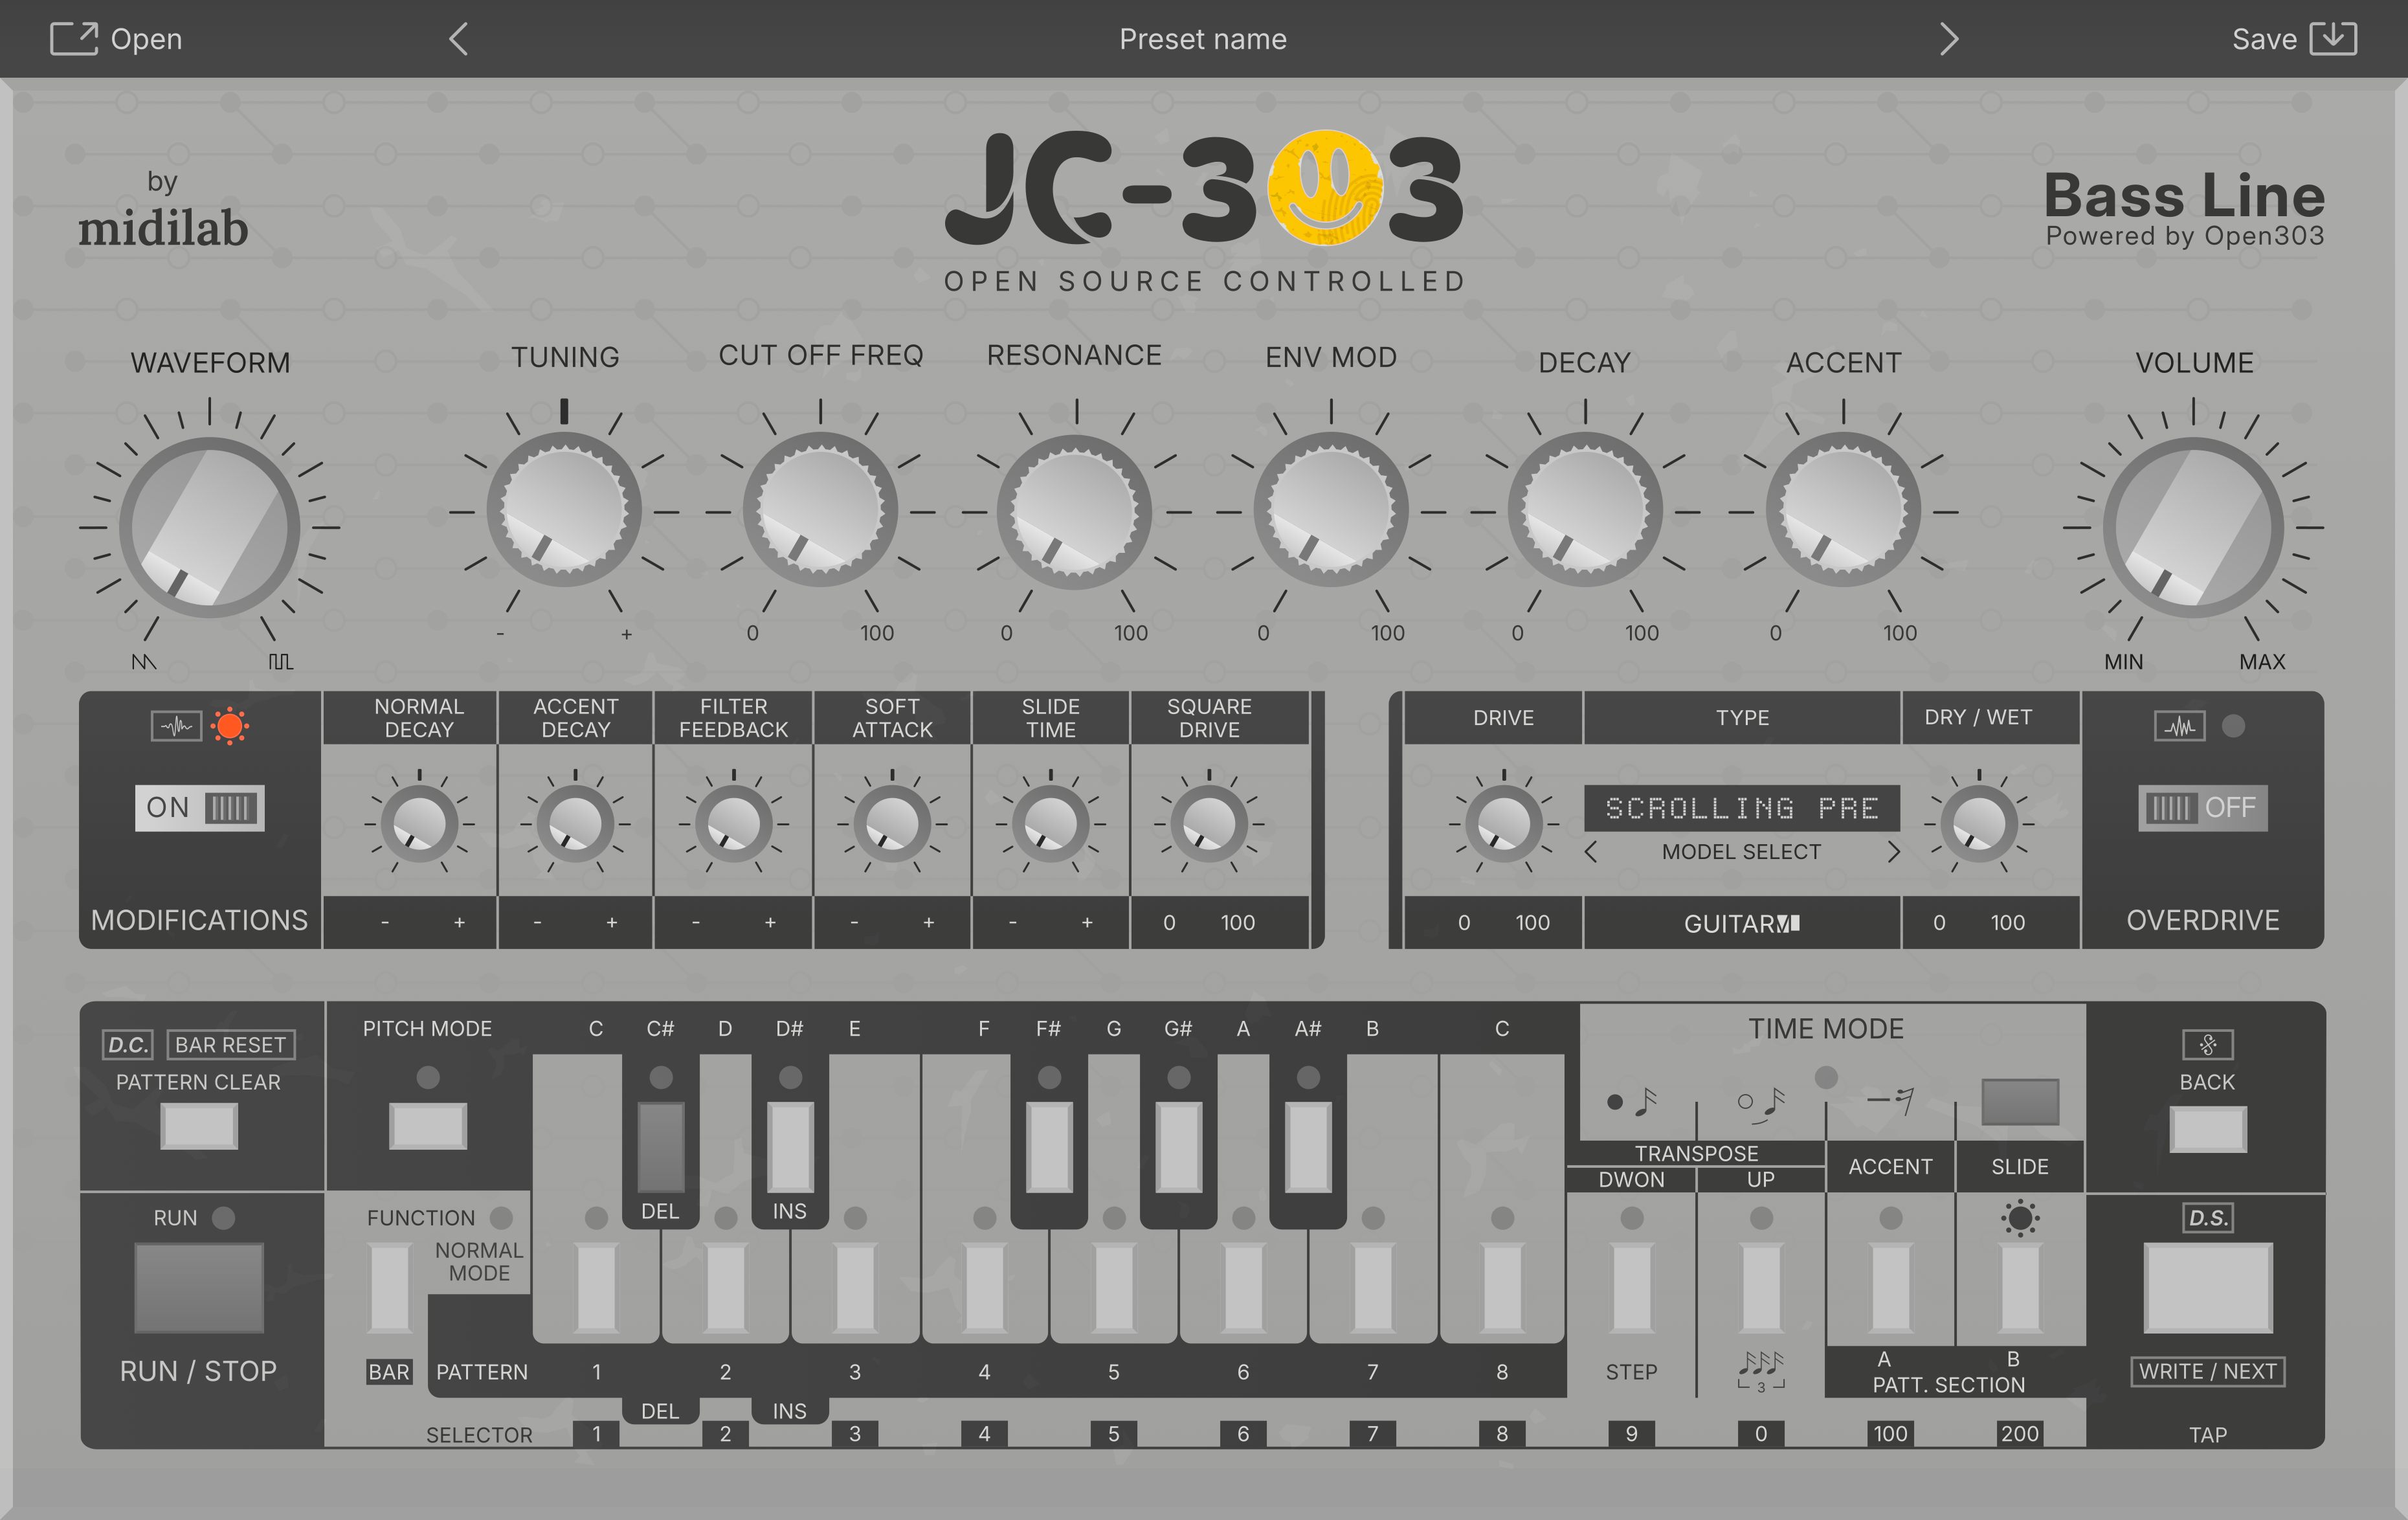 Open
Preset name
Save
by
midilab
JC-303
OPEN SOURCE CONTROLLED
Bass Line
Powered by Open303
WAVEFORM
TUNING
CUT OFF FREQ
RESONANCE
ENV MOD
DECAY
ACCENT
VOLUME
- +
0 100
0 100
0 100
0 100
0 100
MIN MAX
NORMAL
DECAY
ACCENT
DECAY
FILTER
FEEDBACK
SOFT
ATTACK
SLIDE
TIME
SQUARE
DRIVE
DRIVE
TYPE
DRY / WET
ON
SCROLLING PRE
OFF
< MODEL SELECT >
MODIFICATIONS
- +
- +
- +
- +
- +
0 100
0 100
GUITARML
0 100
OVERDRIVE
D.C. BAR RESET
PATTERN CLEAR
PITCH MODE
C C# D D# E F F# G G# A A# B C
TIME MODE
BACK
TRANSPOSE
DWON UP
ACCENT
SLIDE
DEL INS
RUN
FUNCTION
NORMAL
MODE
D.S.
RUN / STOP
BAR
PATTERN 1 2 3 4 5 6 7 8
STEP
3
A B
PATT. SECTION
WRITE / NEXT
DEL INS
SELECTOR 1 2 3 4 5 6 7 8 9 0 100 200
TAP